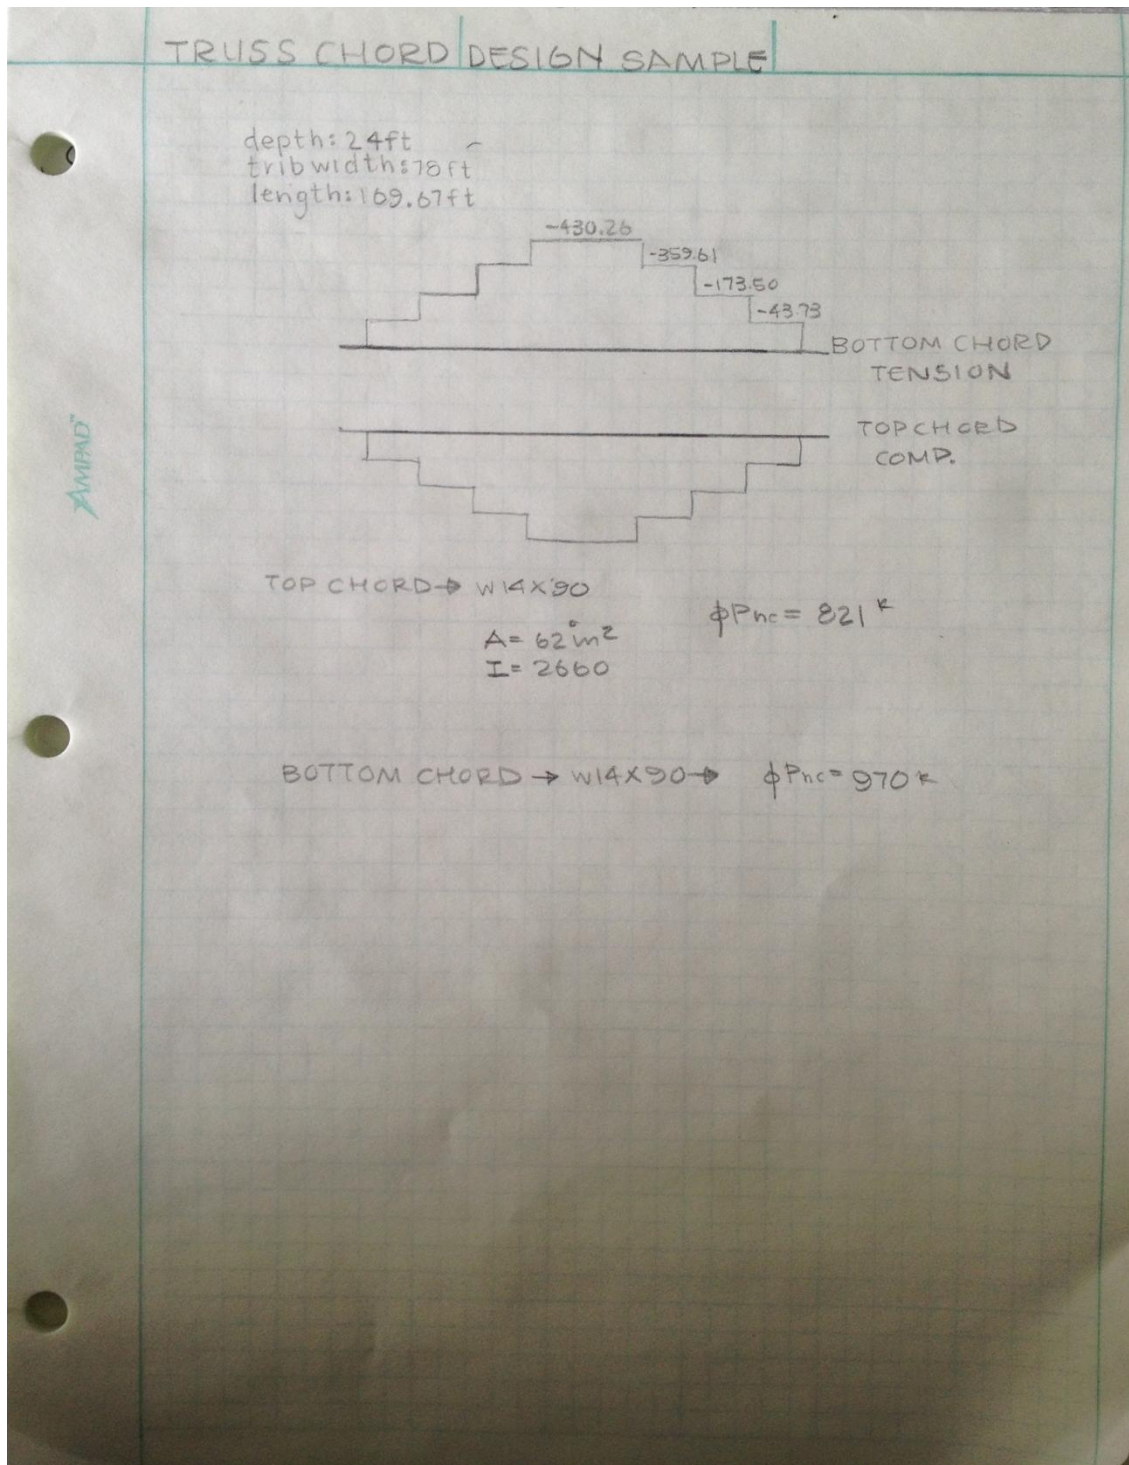 TRUSS CHORD DESIGN SAMPLE
depth: 24ft
trib width: 78ft
length: 169.67ft
-430.26
-359.61
-173.50
-43.73
BOTTOM CHORD
TENSION
TOP CHORD
COMP.
AMPAD™
TOP CHORD → W14X90
ϕPnc = 821 k
A= 62 in²
I= 2660
BOTTOM CHORD → W14X90 → ϕPnc = 970 k